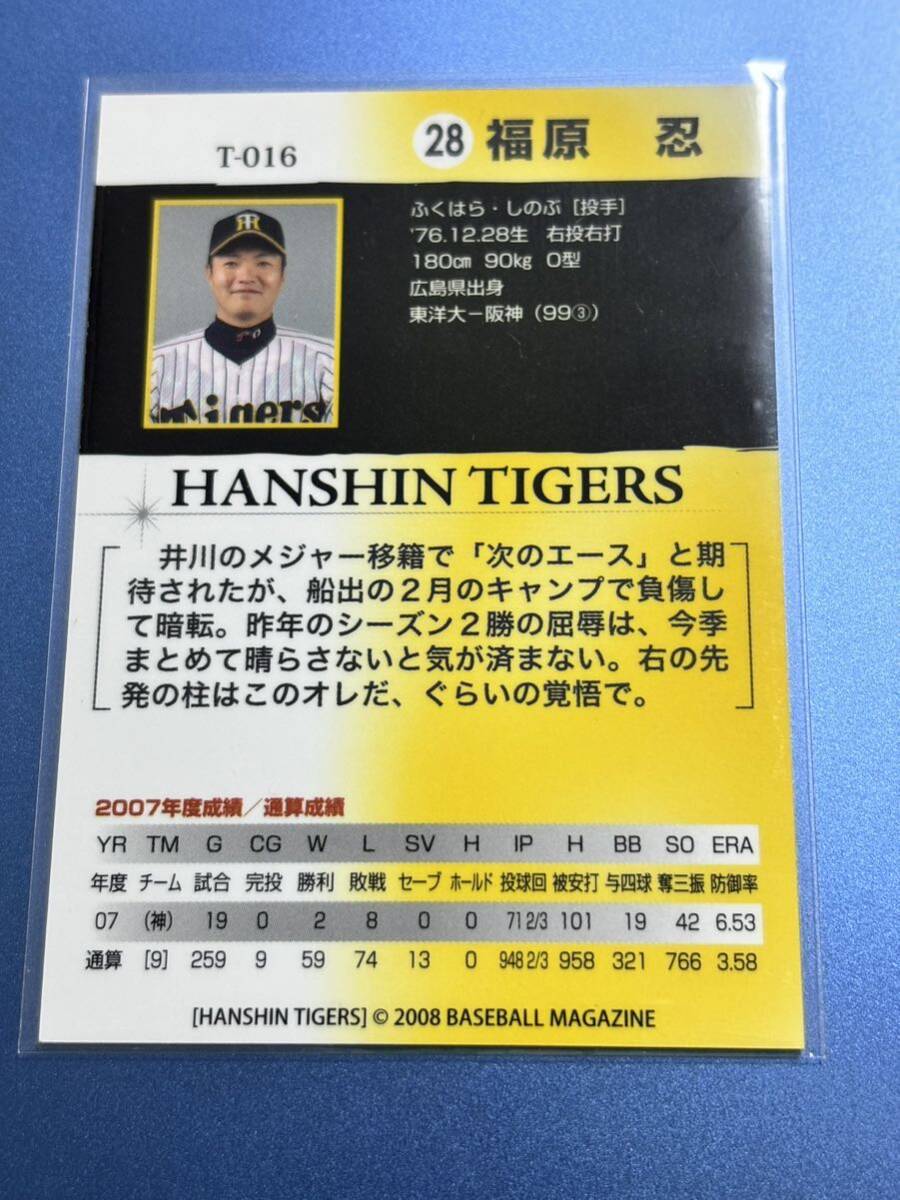 T-016 28 福原 忍
ふくはら・しのぶ [投手]
'76.12.28生 右投右打
180cm 90kg O型
広島県出身
東洋大ー阪神(99③)
Tigers
HANSHIN TIGERS
井川のメジャー移籍で「次のエース」と期
待されたが、船出の2月のキャンプで負傷し
て暗転。昨年のシーズン2勝の屈辱は、今季
まとめて晴らさないと気が済まない。右の先
発の柱はこのオレだ、ぐらいの覚悟で。
2007年度成績/通算成績
YR TM G CG W L SV H IP H BB SO ERA
年度 チーム 試合 完投 勝利 敗戦 セーブ ホールド 投球回 被安打 与四球 奪三振 防御率
07 (神) 19 0 2 8 0 0 71 2/3 101 19 42 6.53
通算 [9] 259 9 59 74 13 0 948 2/3 958 321 766 3.58
[HANSHIN TIGERS] © 2008 BASEBALL MAGAZINE